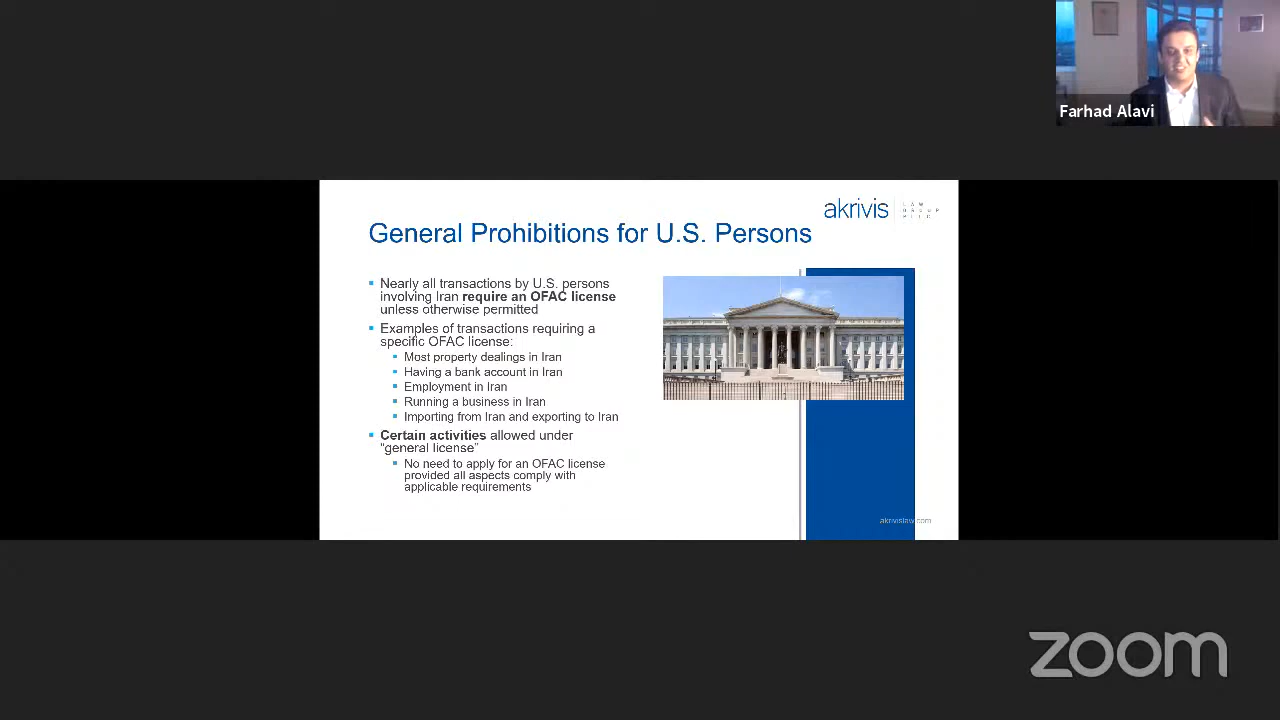 Farhad Alavi
akrivis
LAW
GROUP
PLLC
General Prohibitions for U.S. Persons
Nearly all transactions by U.S. persons
involving Iran require an OFAC license
unless otherwise permitted
Examples of transactions requiring a
specific OFAC license:
Most property dealings in Iran
Having a bank account in Iran
Employment in Iran
Running a business in Iran
Importing from Iran and exporting to Iran
Certain activities allowed under
“general license”
No need to apply for an OFAC license
provided all aspects comply with
applicable requirements
akrivislaw.com
zoom